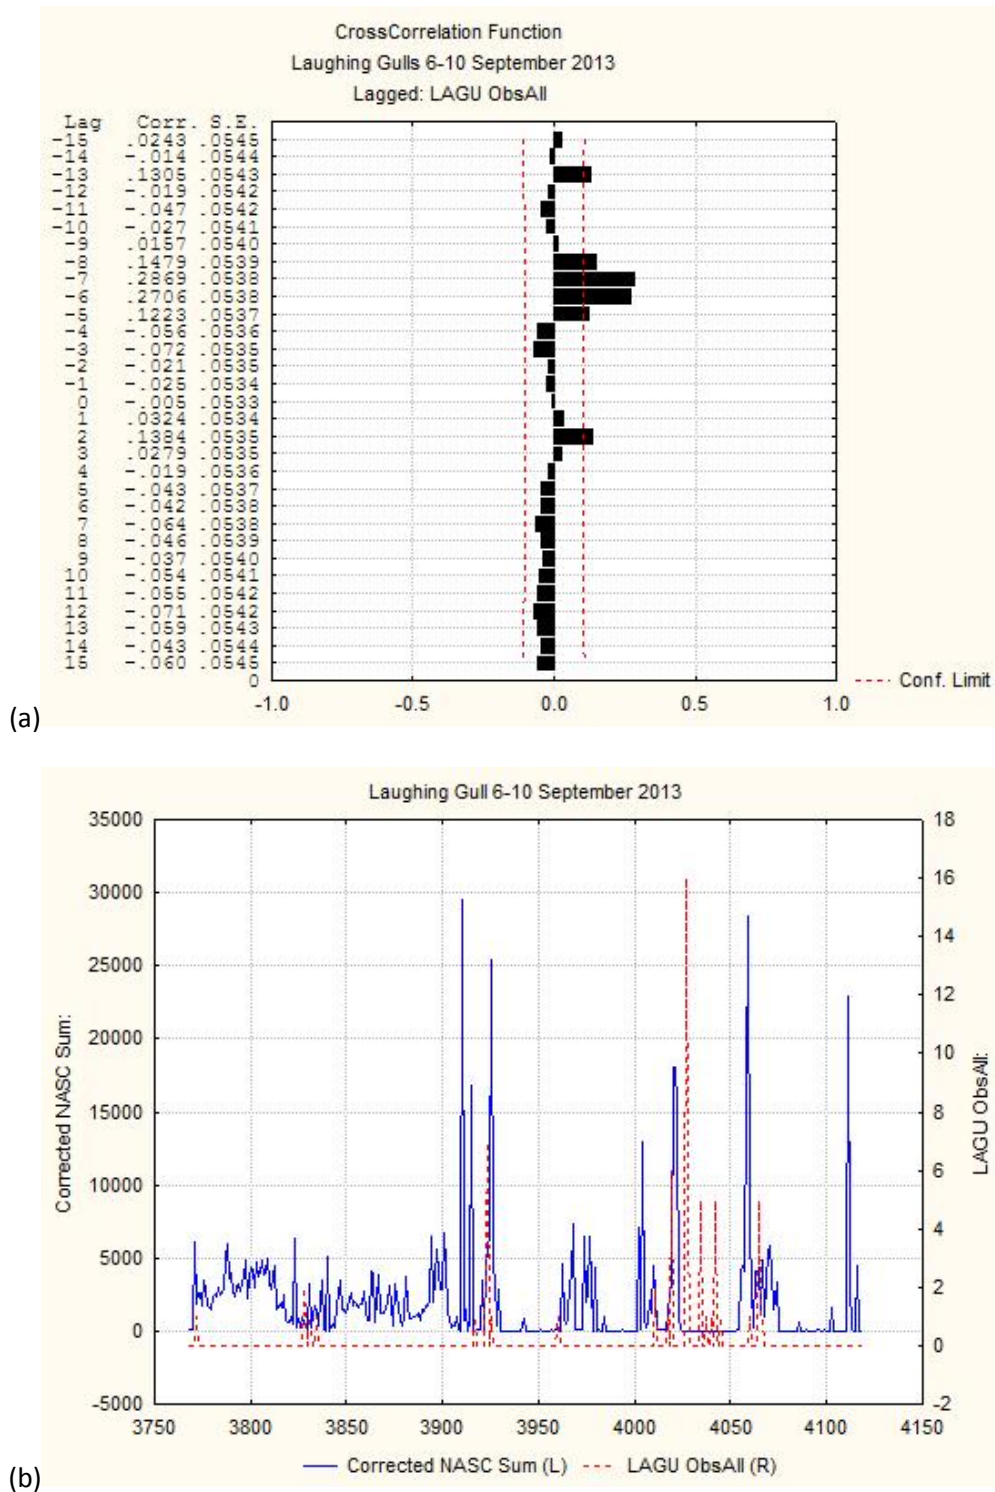 CrossCorrelation Function
Laughing Gulls 6-10 September 2013
Lagged: LAGU ObsAll
Lag Corr. S.E.
-15 .0243 .0545
-14 -.014 .0544
-13 .1305 .0543
-12 -.019 .0542
-11 -.047 .0542
-10 -.027 .0541
-9 .0157 .0540
-8 .1479 .0539
-7 .2869 .0538
-6 .2706 .0538
-5 .1223 .0537
-4 -.056 .0536
-3 -.072 .0535
-2 -.021 .0535
-1 -.025 .0534
0 -.005 .0533
1 .0324 .0534
2 .1384 .0535
3 .0279 .0535
4 -.019 .0536
5 -.043 .0537
6 -.042 .0538
7 -.064 .0538
8 -.046 .0539
9 -.037 .0540
10 -.054 .0541
11 -.055 .0542
12 -.071 .0542
13 -.059 .0543
14 -.043 .0544
15 -.060 .0545
0
-1.0 -0.5 0.0 0.5 1.0
Conf. Limit
(a)
Laughing Gull 6-10 September 2013
35000 18
30000 16
25000 14
20000 12
15000 10
10000 8
5000 6
0 4
-5000 2
0
-2
Corrected NASC Sum:
LAGU ObsAll:
3750 3800 3850 3900 3950 4000 4050 4100 4150
Corrected NASC Sum (L) LAGU ObsAll (R)
(b)